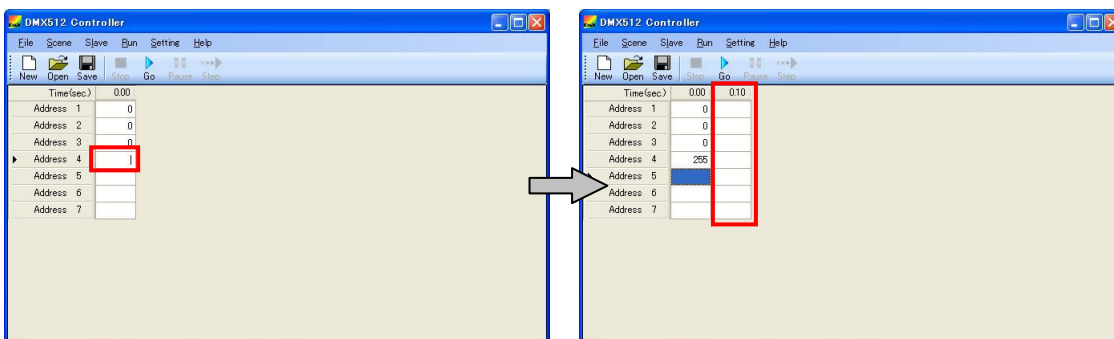 DMX512 Controller
File Scene Slave Run Setting Help
New Open Save Stop Go Pause Step
Time(sec.) 0.00
Address 1 0
Address 2 0
Address 3 0
Address 4
Address 5
Address 6
Address 7
DMX512 Controller
File Scene Slave Run Setting Help
New Open Save Stop Go Pause Step
Time(sec.) 0.00 0.10
Address 1 0
Address 2 0
Address 3 0
Address 4 255
Address 5
Address 6
Address 7